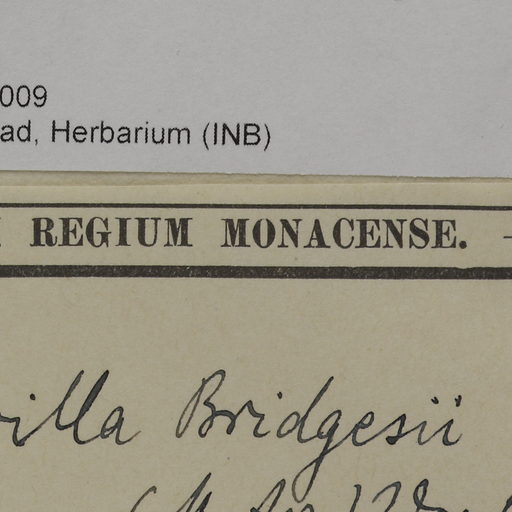 009
ad, Herbarium (INB)
REGIUM MONACENSE. -
illa Bridgesii